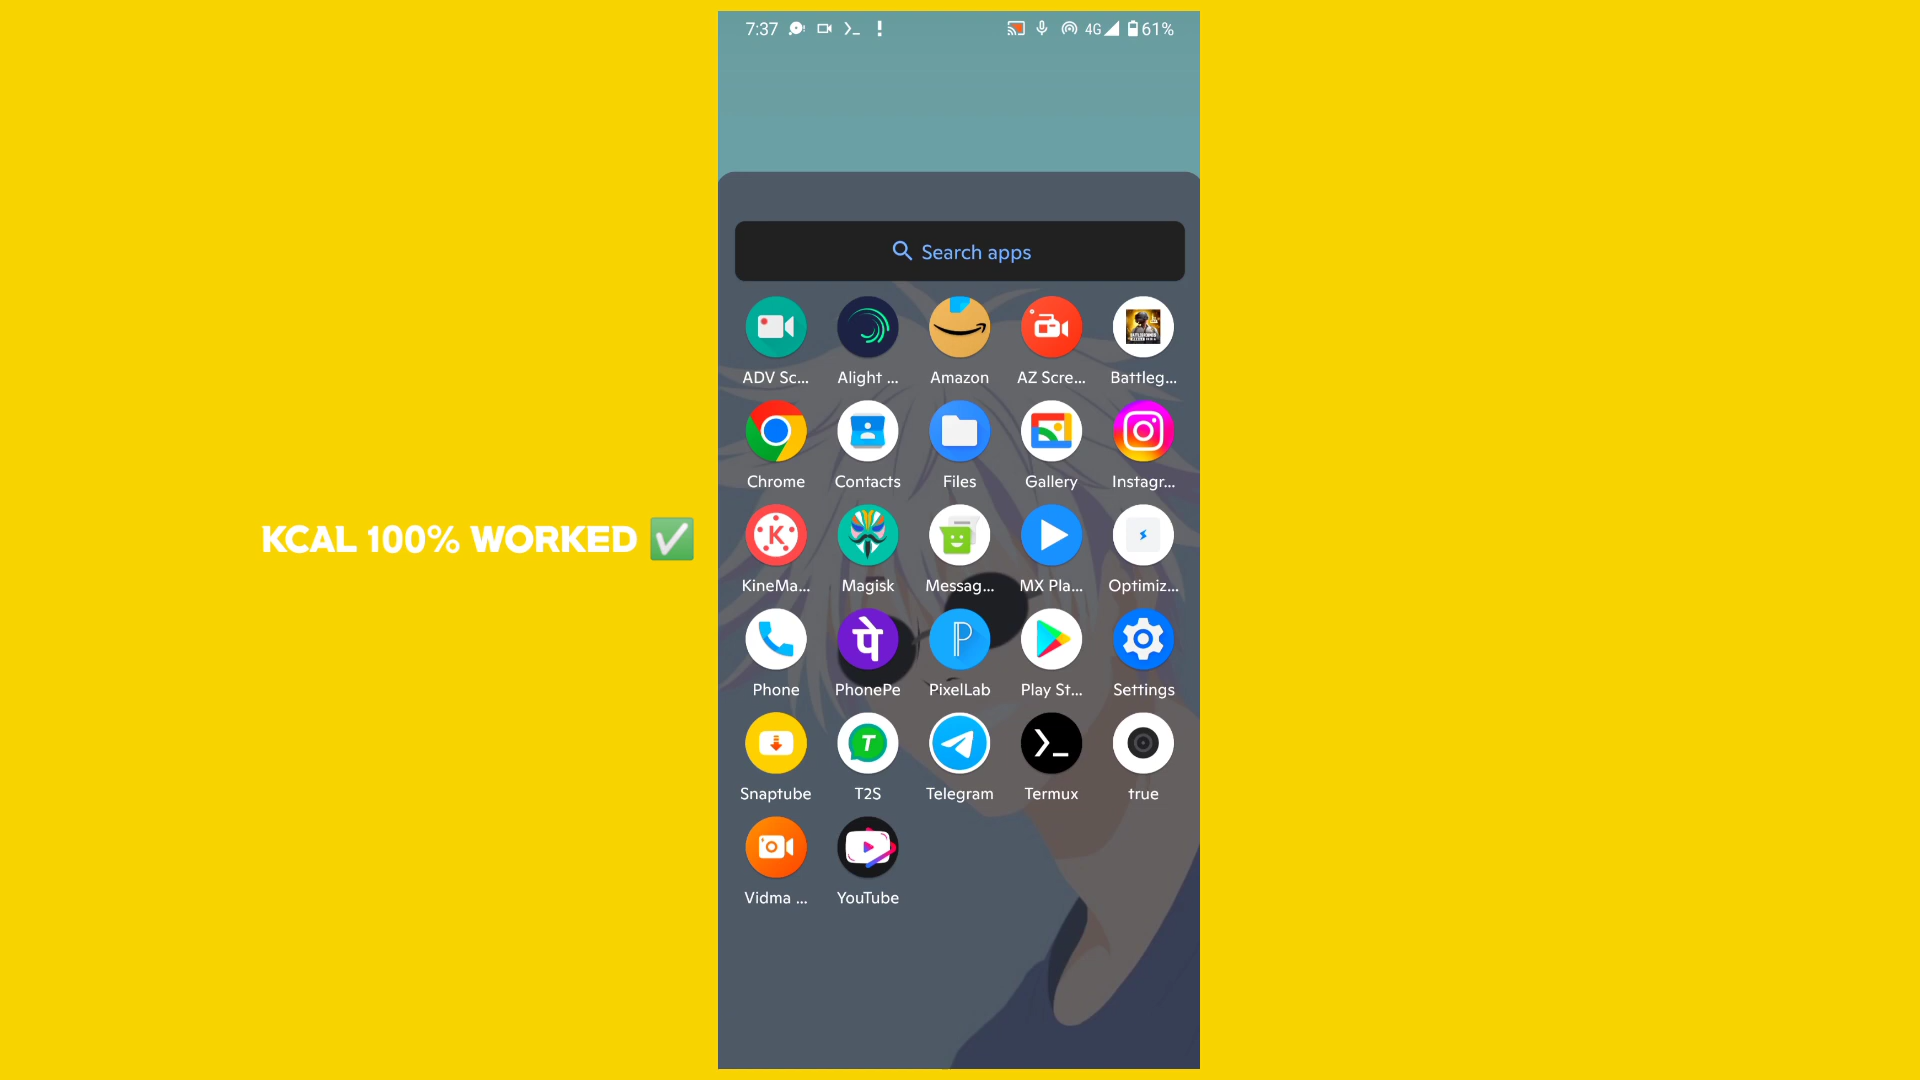 7:37 4G 61%
Search apps
ADV Sc... Alight ... Amazon AZ Scre... Battleg...
Chrome Contacts Files Gallery Instagr...
KCAL 100% WORKED ✅
K
KineMa... Magisk Messag... MX Pla... Optimiz...
पे P
Phone PhonePe PixelLab Play St... Settings
T
Snaptube T2S Telegram Termux true
Vidma ... YouTube